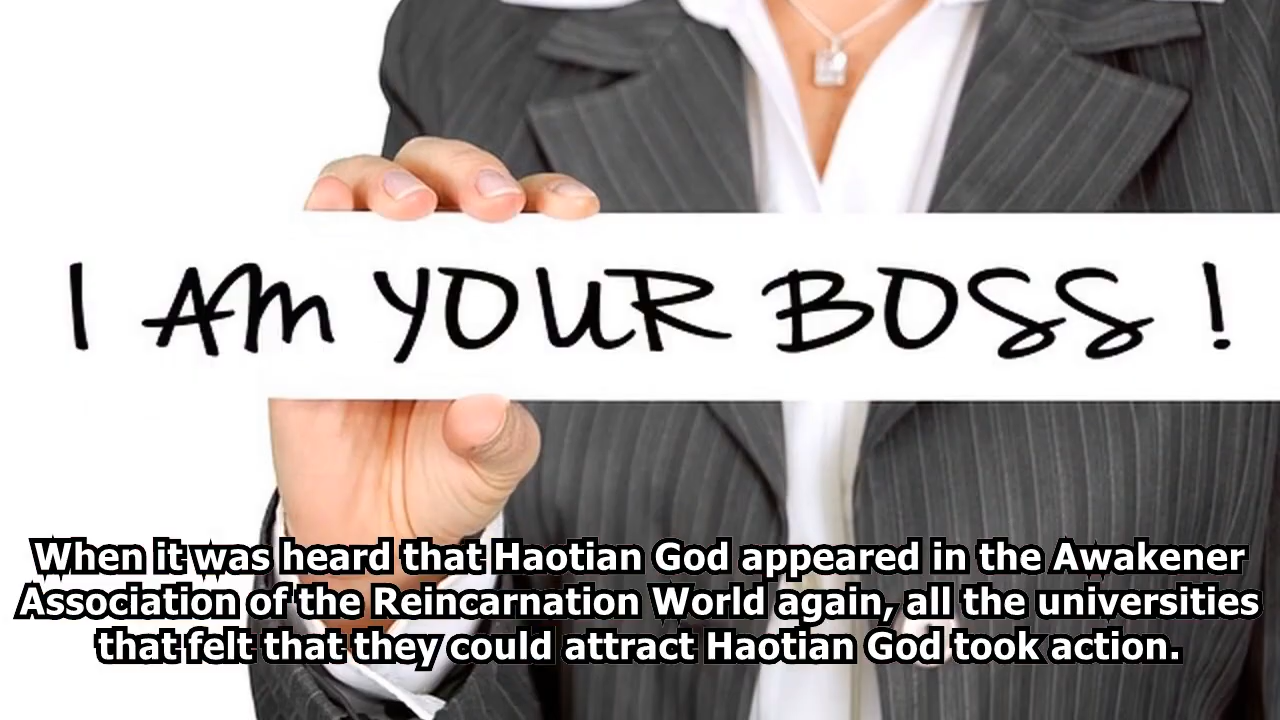 I AM YOUR BOSS !
When it was heard that Haotian God appeared in the Awakener
Association of the Reincarnation World again, all the universities
that felt that they could attract Haotian God took action.